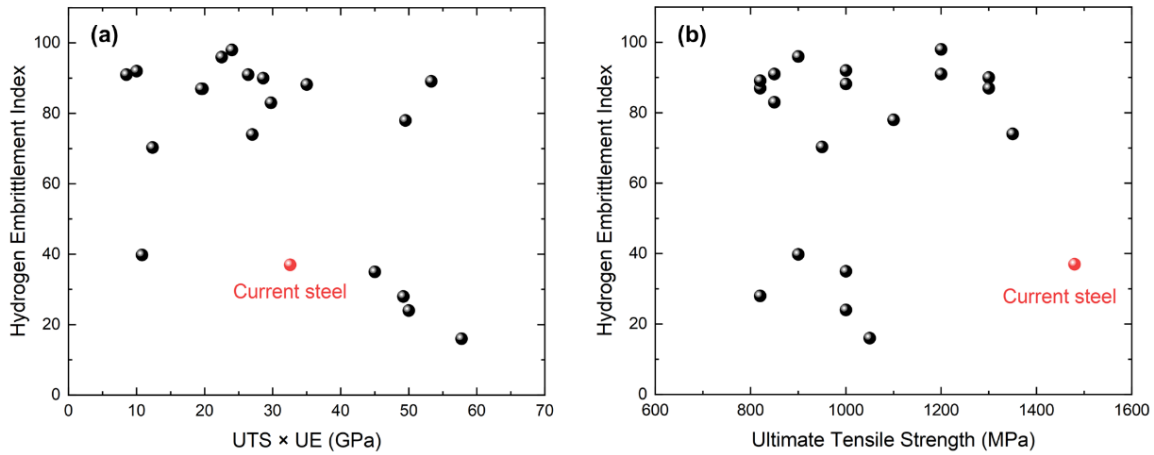 (a)
100
80
60
40
20
0
Hydrogen Embrittlement Index
Current steel
0 10 20 30 40 50 60 70
UTS × UE (GPa)
(b)
100
80
60
40
20
0
Hydrogen Embrittlement Index
Current steel
600 800 1000 1200 1400 1600
Ultimate Tensile Strength (MPa)